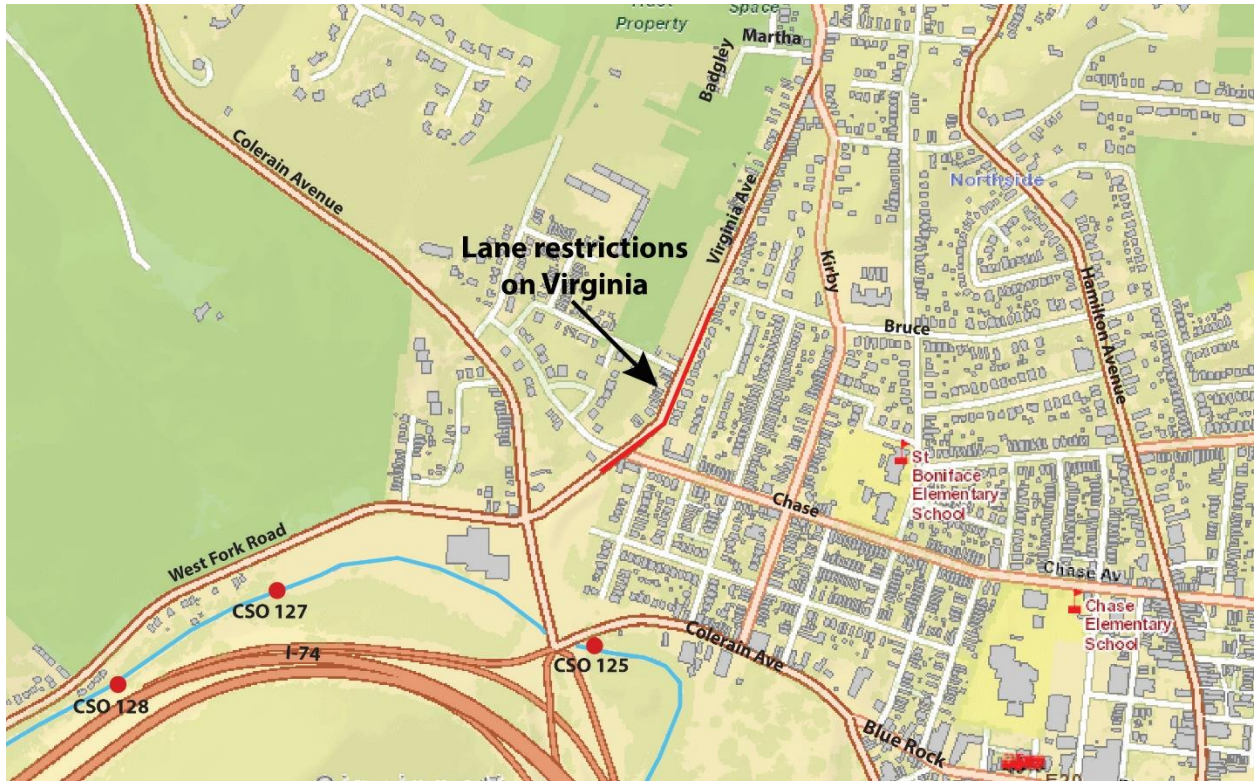 Property
Space
Martha
Badgley
Colerain Avenue
Virginia Ave
Northside
Lane restrictions
on Virginia
Kirby
Hamilton Avenue
Bruce
St
Boniface
Elementary
School
Chase
West Fork Road
Chase Av
CSO 127
Chase
Elementary
School
Colerain Ave
I-74
CSO 125
CSO 128
Blue Rock